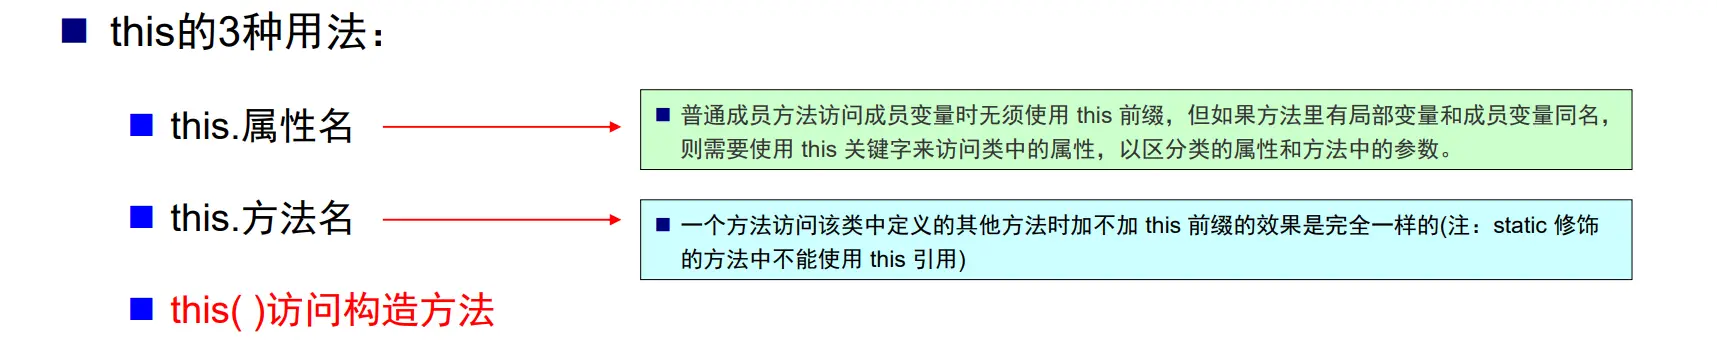 this的3种用法：
this.属性名
普通成员方法访问成员变量时无须使用 this 前缀，但如果方法里有局部变量和成员变量同名，
则需要使用 this 关键字来访问类中的属性，以区分类的属性和方法中的参数。
this.方法名
一个方法访问该类中定义的其他方法时加不加 this 前缀的效果是完全一样的(注：static 修饰
的方法中不能使用 this 引用)
this( )访问构造方法